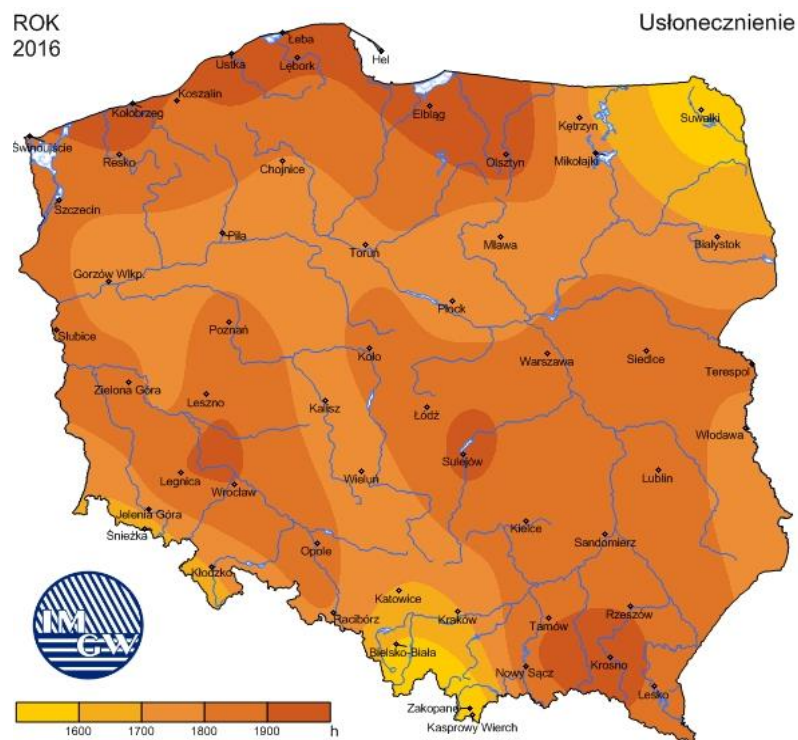 ROK
2016
Usłonecznienie
Łeba
Ustka
Lębork
Hel
Koszalin
Kołobrzeg
Elbląg
Kętrzyn
Suwałki
Świnoujście
Resko
Chojnice
Olsztyn
Mikołajki
Szczecin
Piła
Toruń
Mława
Białystok
Gorzów Wlkp.
Płock
Słubice
Poznań
Koło
Warszawa
Siedlce
Terespol
Zielona Góra
Leszno
Kalisz
Łódź
Włodawa
Sulejów
Legnica
Wrocław
Wieluń
Lublin
Jelenia Góra
Śnieżka
Opole
Kielce
Sandomierz
Kłodzko
Katowice
Racibórz
Kraków
Tarnów
Rzeszów
Bielsko-Biała
Nowy Sącz
Krosno
Lesko
Zakopane
Kasprowy Wierch
IM
GW
1600 1700 1800 1900 h